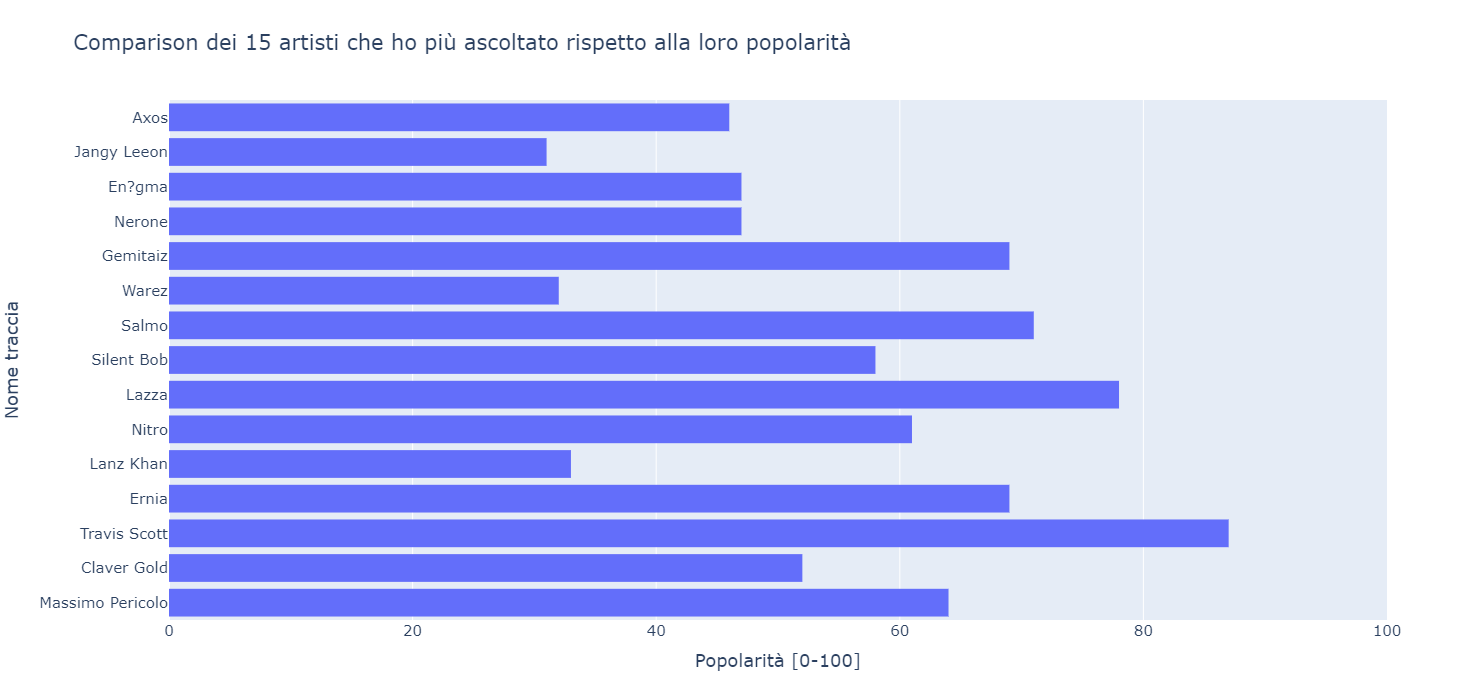 Comparison dei 15 artisti che ho più ascoltato rispetto alla loro popolarità
Nome traccia
Axos
Jangy Leeon
En?gma
Nerone
Gemitaiz
Warez
Salmo
Silent Bob
Lazza
Nitro
Lanz Khan
Ernia
Travis Scott
Claver Gold
Massimo Pericolo
0 20 40 60 80 100
Popolarità [0-100]